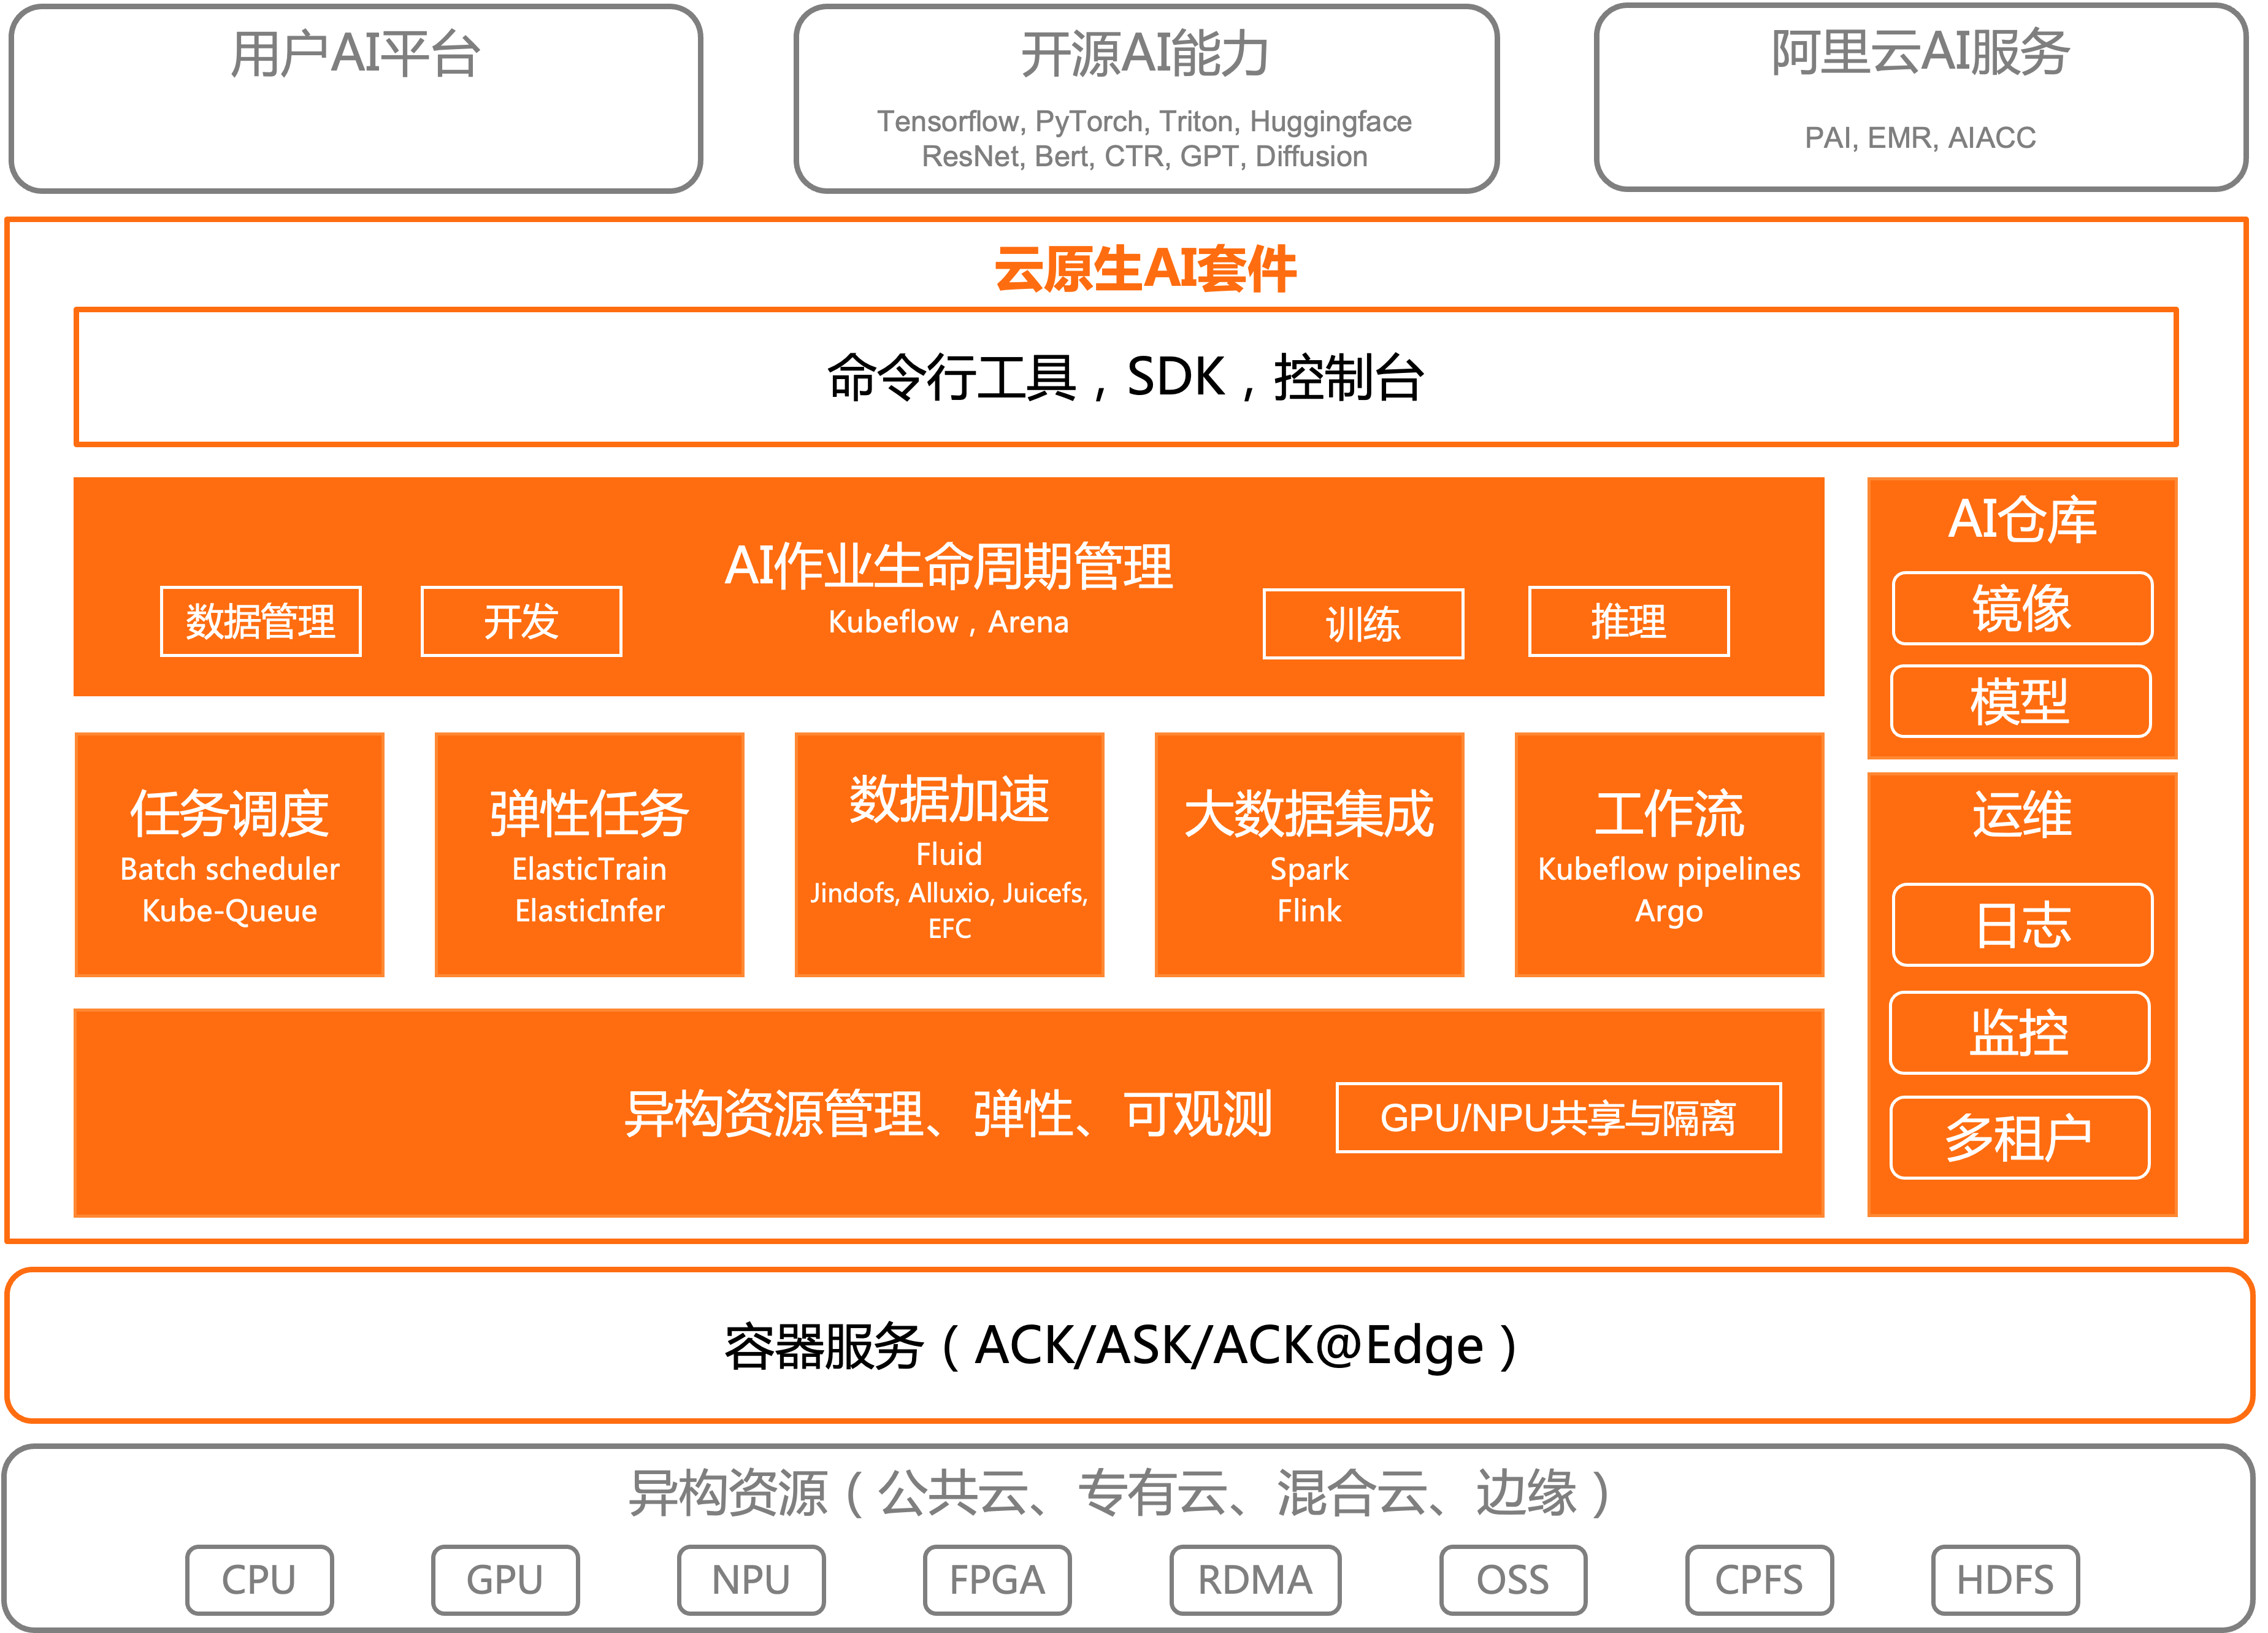 用户AI平台
开源AI能力
Tensorflow, PyTorch, Triton, Huggingface
ResNet, Bert, CTR, GPT, Diffusion
阿里云AI服务
PAI, EMR, AIACC
云原生AI套件
命令行工具，SDK，控制台
AI作业生命周期管理
Kubeflow，Arena
数据管理
开发
训练
推理
AI仓库
镜像
模型
任务调度
Batch scheduler
Kube-Queue
弹性任务
ElasticTrain
ElasticInfer
数据加速
Fluid
Jindofs, Alluxio, Juicefs,
EFC
大数据集成
Spark
Flink
工作流
Kubeflow pipelines
Argo
运维
日志
监控
多租户
异构资源管理、弹性、可观测
GPU/NPU共享与隔离
容器服务（ACK/ASK/ACK@Edge）
异构资源（公共云、专有云、混合云、边缘）
CPU
GPU
NPU
FPGA
RDMA
OSS
CPFS
HDFS